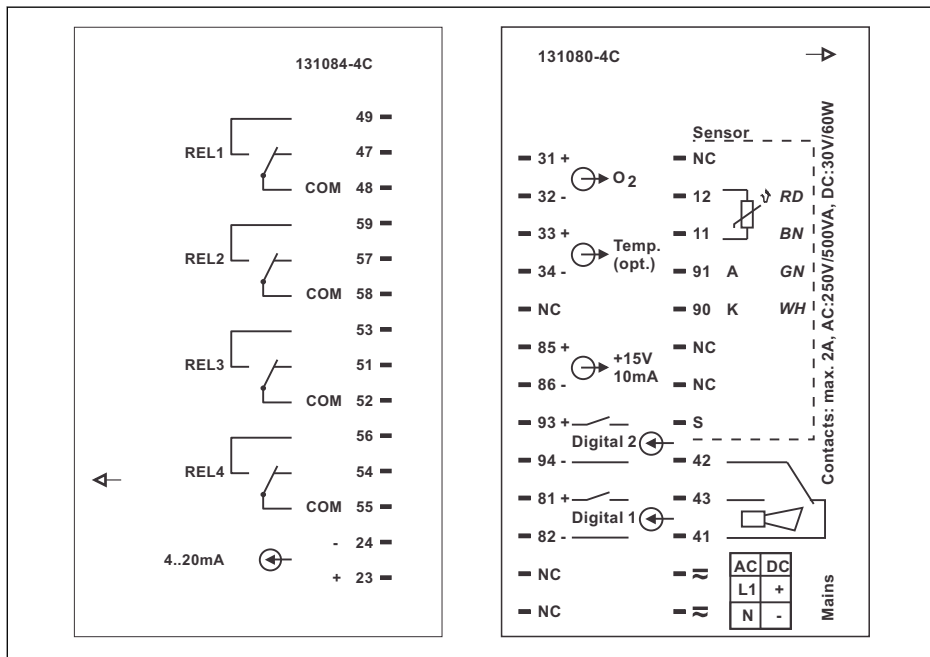 131084-4C
49
REL1 47
COM 48
59
REL2 57
COM 58
53
REL3 51
COM 52
56
REL4 54
COM 55
4..20mA - 24
+ 23
131080-4C
31 +
O2
32 -
33 +
Temp.
(opt.)
34 -
NC
85 +
+15V
10mA
86 -
93 +
Digital 2
94 -
81 +
Digital 1
82 -
NC
NC
Sensor
NC
12 ϑ RD
11 BN
91 A GN
90 K WH
NC
NC
S
42
43
41
≂ AC DC
L1 +
≂ N -
Contacts: max. 2A, AC:250V/500VA, DC:30V/60W
Mains